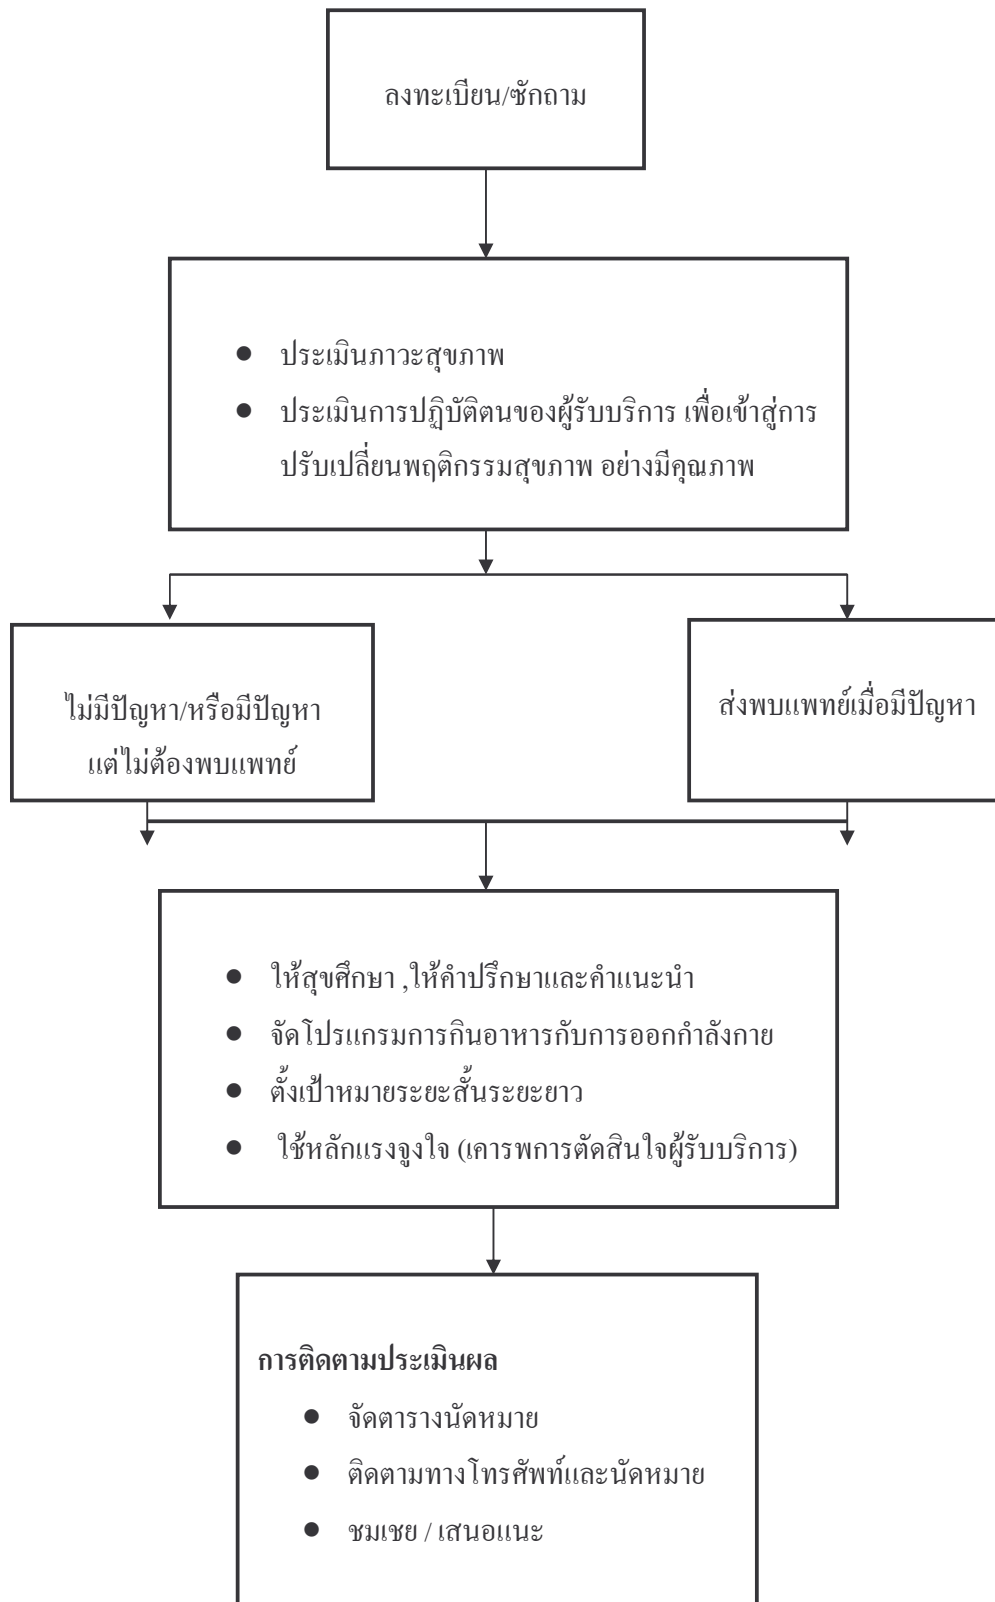 ลงทะเบียน/ซักถาม
● ประเมินภาวะสุขภาพ
● ประเมินการปฏิบัติตนของผู้รับบริการ เพื่อเข้าสู่การ
ปรับเปลี่ยนพฤติกรรมสุขภาพ อย่างมีคุณภาพ
ไม่มีปัญหา/หรือมีปัญหา
แต่ไม่ต้องพบแพทย์
ส่งพบแพทย์เมื่อมีปัญหา
● ให้สุขศึกษา ,ให้คำปรึกษาและคำแนะนำ
● จัดโปรแกรมการกินอาหารกับการออกกำลังกาย
● ตั้งเป้าหมายระยะสั้นระยะยาว
● ใช้หลักแรงจูงใจ (เคารพการตัดสินใจผู้รับบริการ)
การติดตามประเมินผล
● จัดตารางนัดหมาย
● ติดตามทางโทรศัพท์และนัดหมาย
● ชมเชย / เสนอแนะ